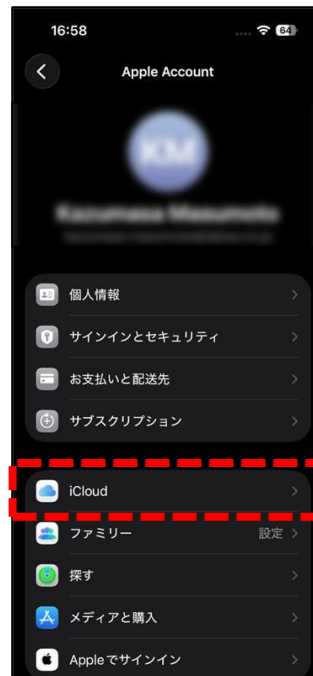 16:58
64
Apple Account
個人情報
サインインとセキュリティ
お支払いと配送先
サブスクリプション
iCloud
ファミリー 設定
探す
メディアと購入
Appleでサインイン